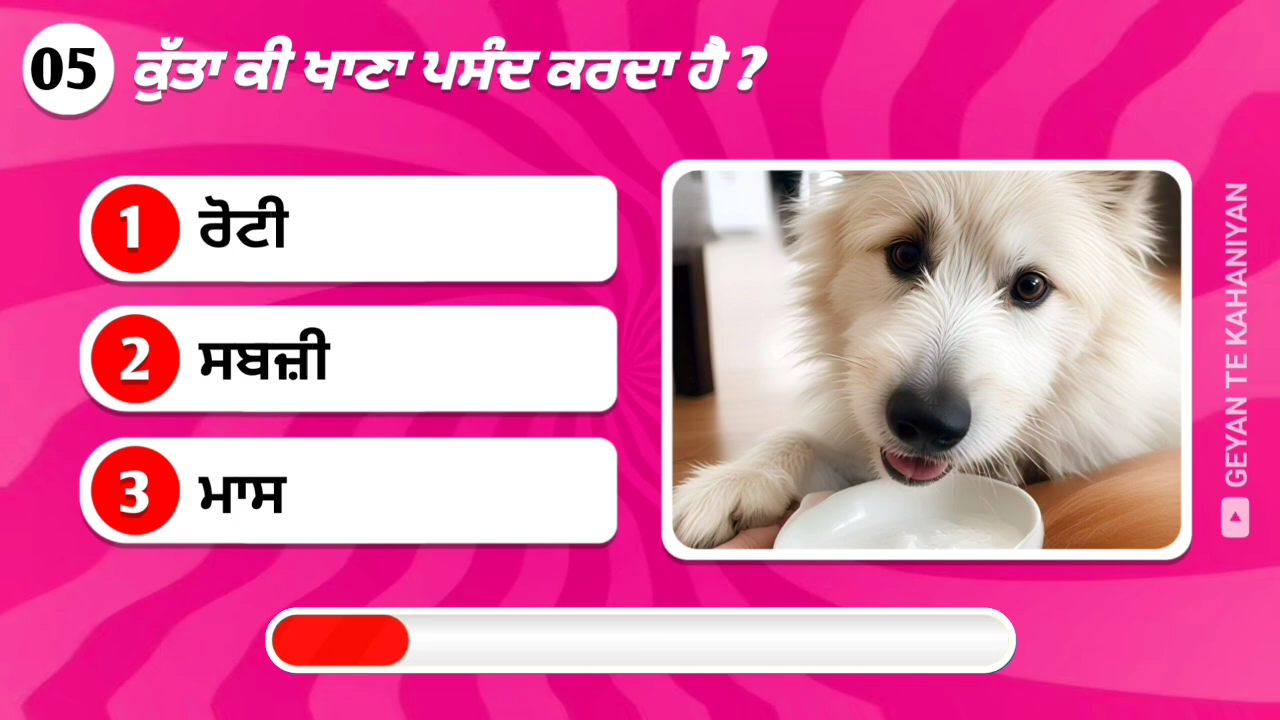 05 ਕੁੱਤਾ ਕੀ ਖਾਣਾ ਪਸੰਦ ਕਰਦਾ ਹੈ ?
1 ਰੋਟੀ
2 ਸਬਜ਼ੀ
3 ਮਾਸ
GEYAN TE KAHANIYAN